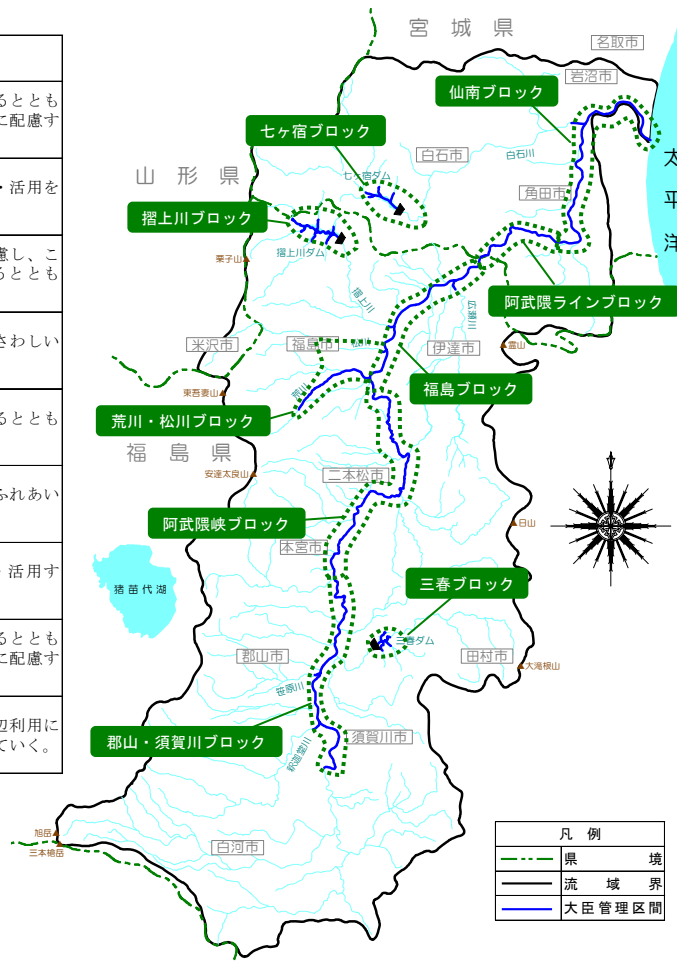 るととも
に配慮す
・活用を
慮し、こ
るととも
さわしい
るととも
ふれあい
・活用す
るととも
に配慮す
辺利用に
ていく。
宮城県
名取市
岩沼市
仙南ブロック
七ヶ宿ブロック
白石市
白石川
太平洋
山形県
七ヶ宿ダム
角田市
摺上川ブロック
摺上川ダム
栗子山
摺上川
広瀬川
阿武隈ラインブロック
米沢市
福島市
松川
伊達市
霊山
東吾妻山
荒川
福島ブロック
荒川・松川ブロック
福島県
安達太良山
二本松市
阿武隈峡ブロック
日山
本宮市
猪苗代湖
三春ブロック
三春ダム
郡山市
田村市
大滝根山
笹原川
郡山・須賀川ブロック
須賀川市
釈迦堂川
旭岳
三本槍岳
白河市
凡例
県境
流域界
大臣管理区間